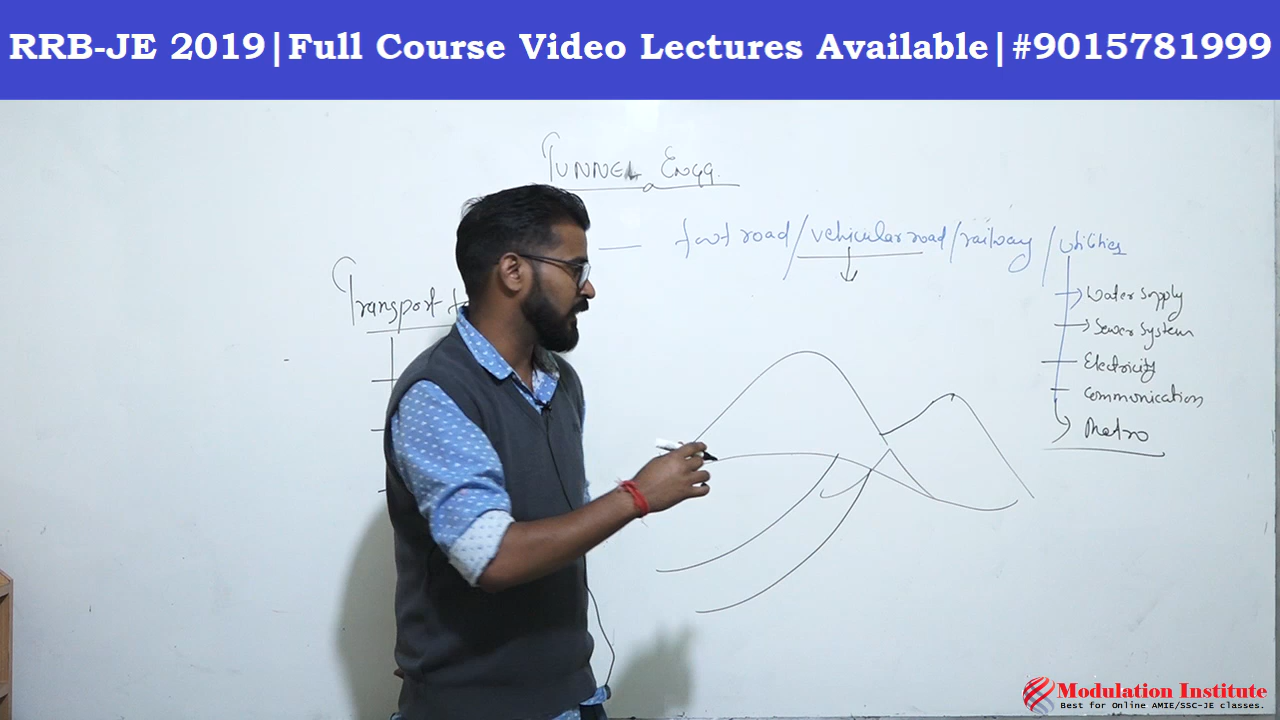 RRB-JE 2019|Full Course Video Lectures Available|#9015781999
TUNNEL Engg.
foot road/vehicular road/railway/utilities
Transport
Water supply
Sewer system
Electricity
Communication
Metro
Modulation Institute
Best for Online AMIE/SSC-JE classes.